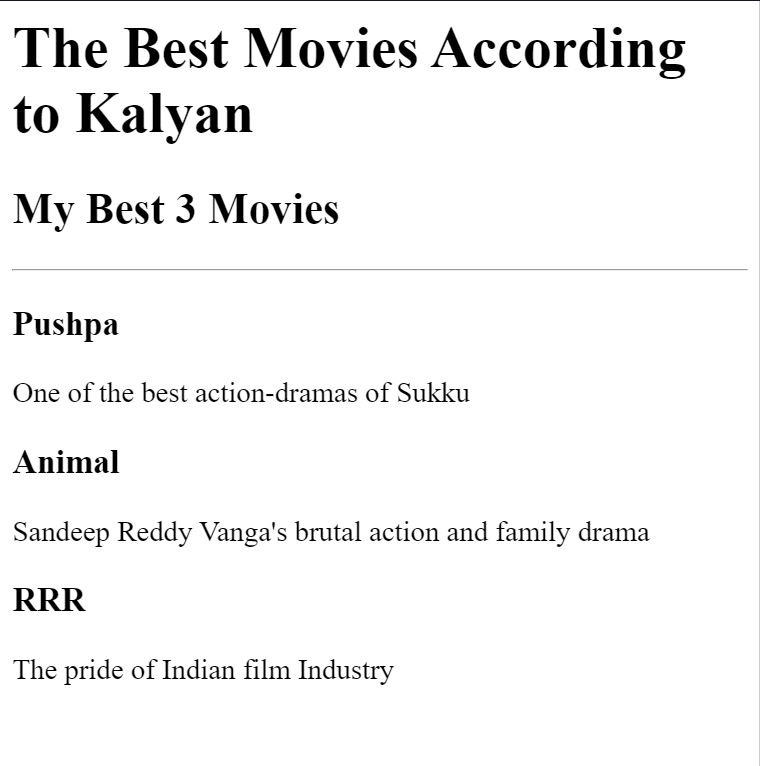 The Best Movies According
to Kalyan
My Best 3 Movies
Pushpa
One of the best action-dramas of Sukku
Animal
Sandeep Reddy Vanga's brutal action and family drama
RRR
The pride of Indian film Industry